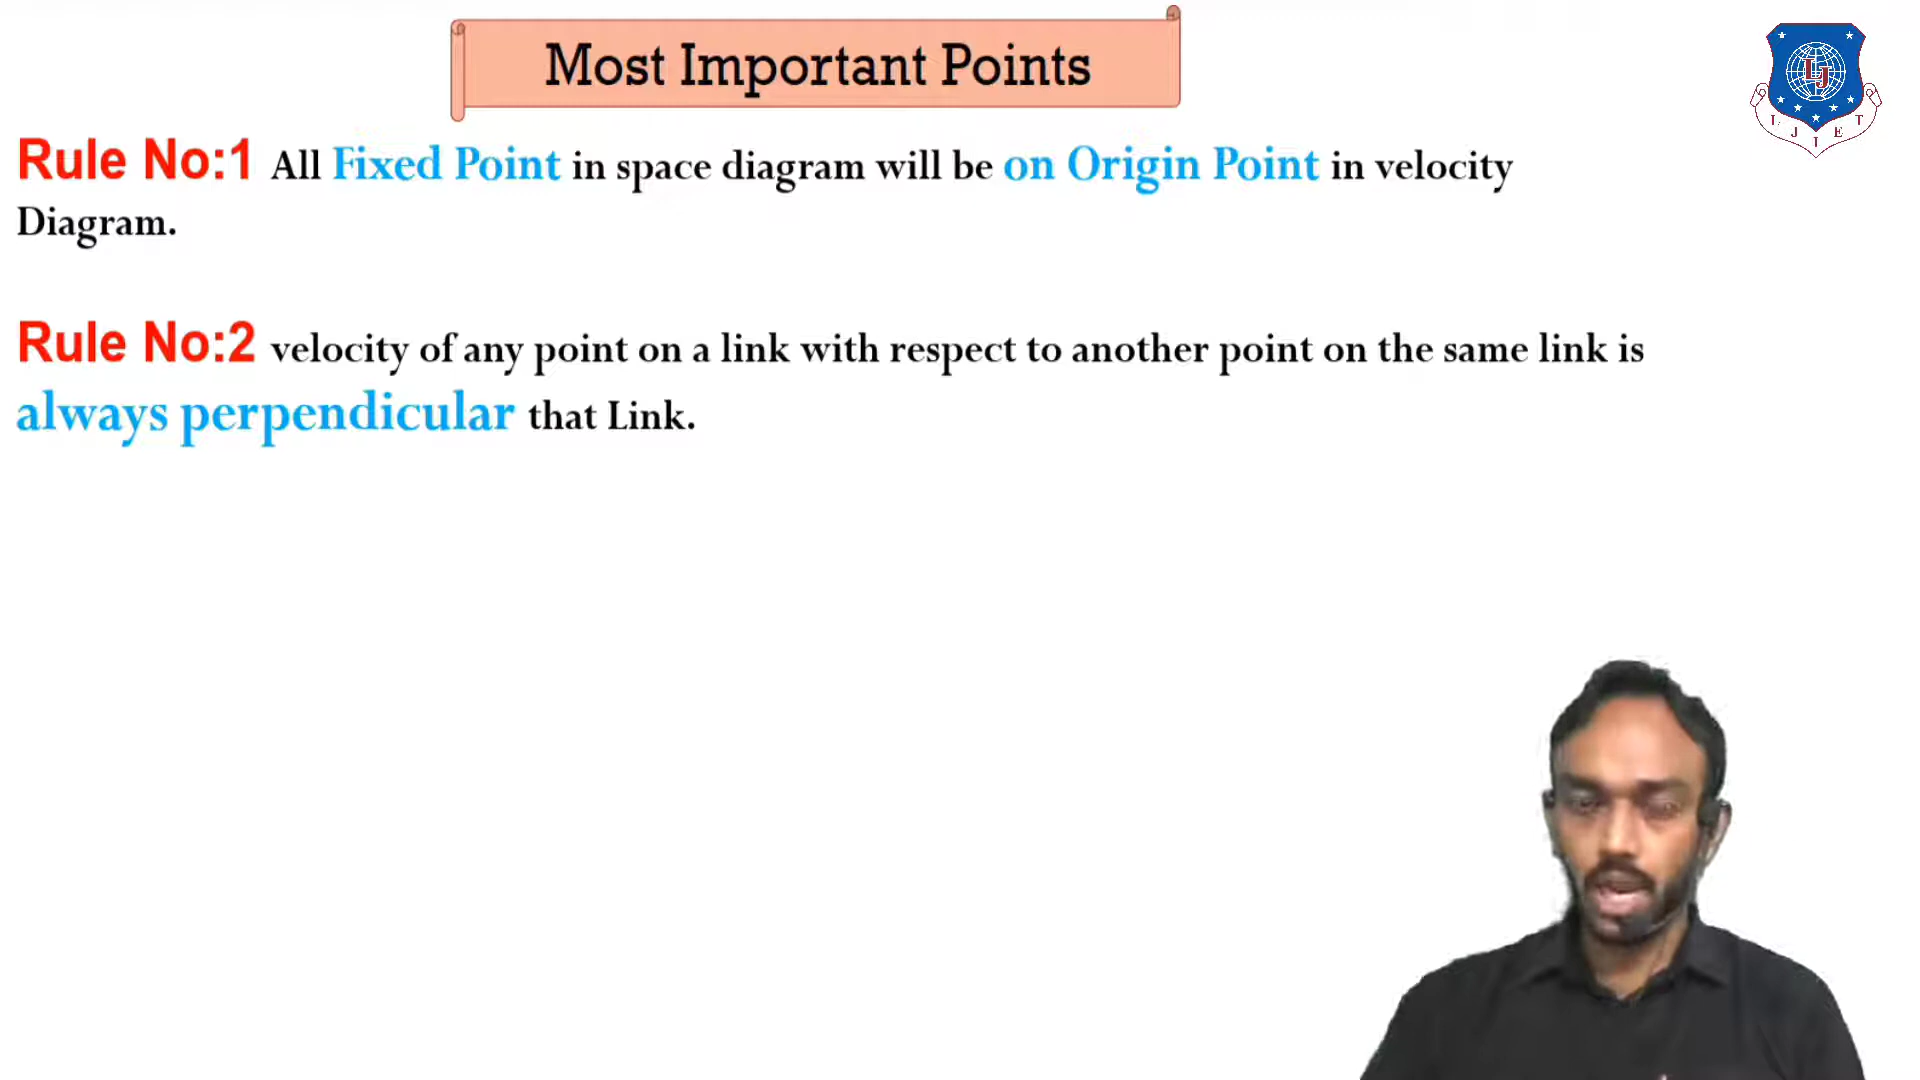 Most Important Points
LJ
L J I E T
Rule No:1 All Fixed Point in space diagram will be on Origin Point in velocity
Diagram.
Rule No:2 velocity of any point on a link with respect to another point on the same link is
always perpendicular that Link.